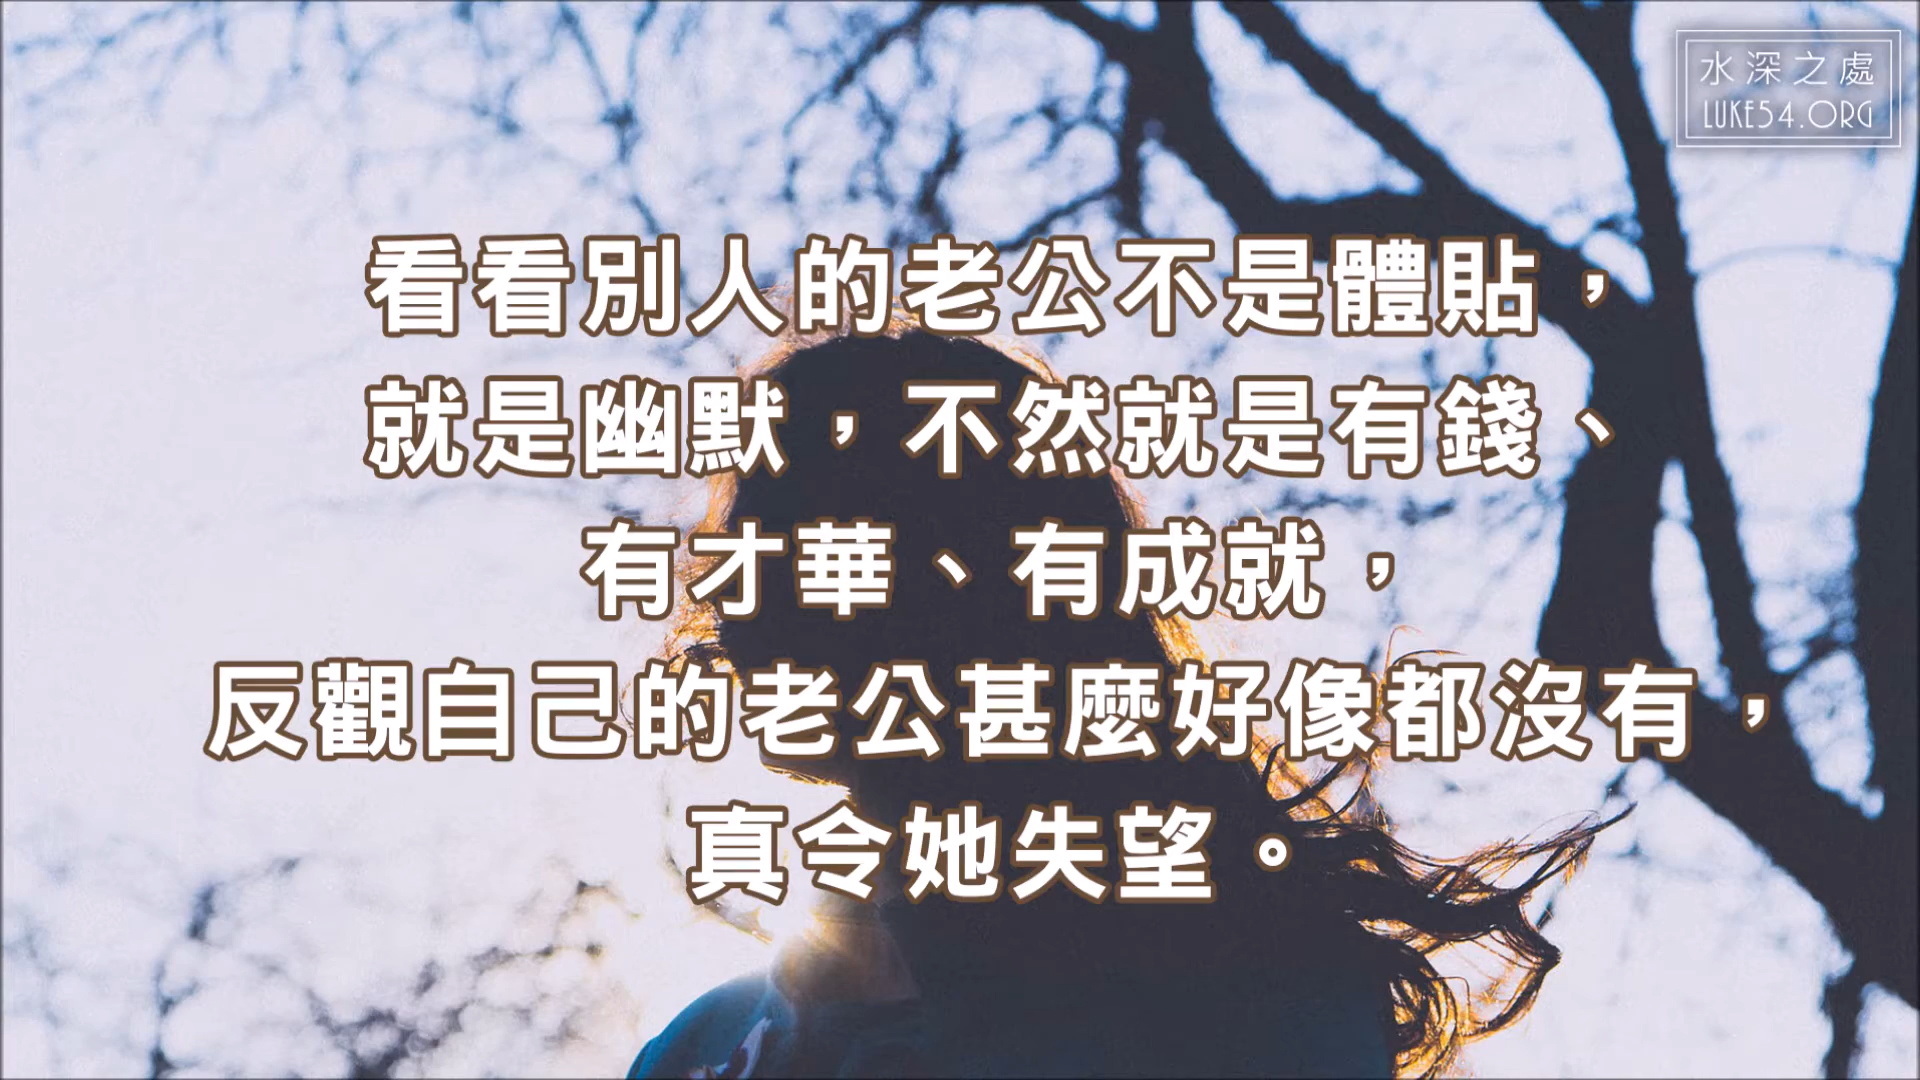 水深之處
LUKE54.ORG
看看別人的老公不是體貼，
就是幽默，不然就是有錢、
有才華、有成就，
反觀自己的老公甚麼好像都沒有，
真令她失望。